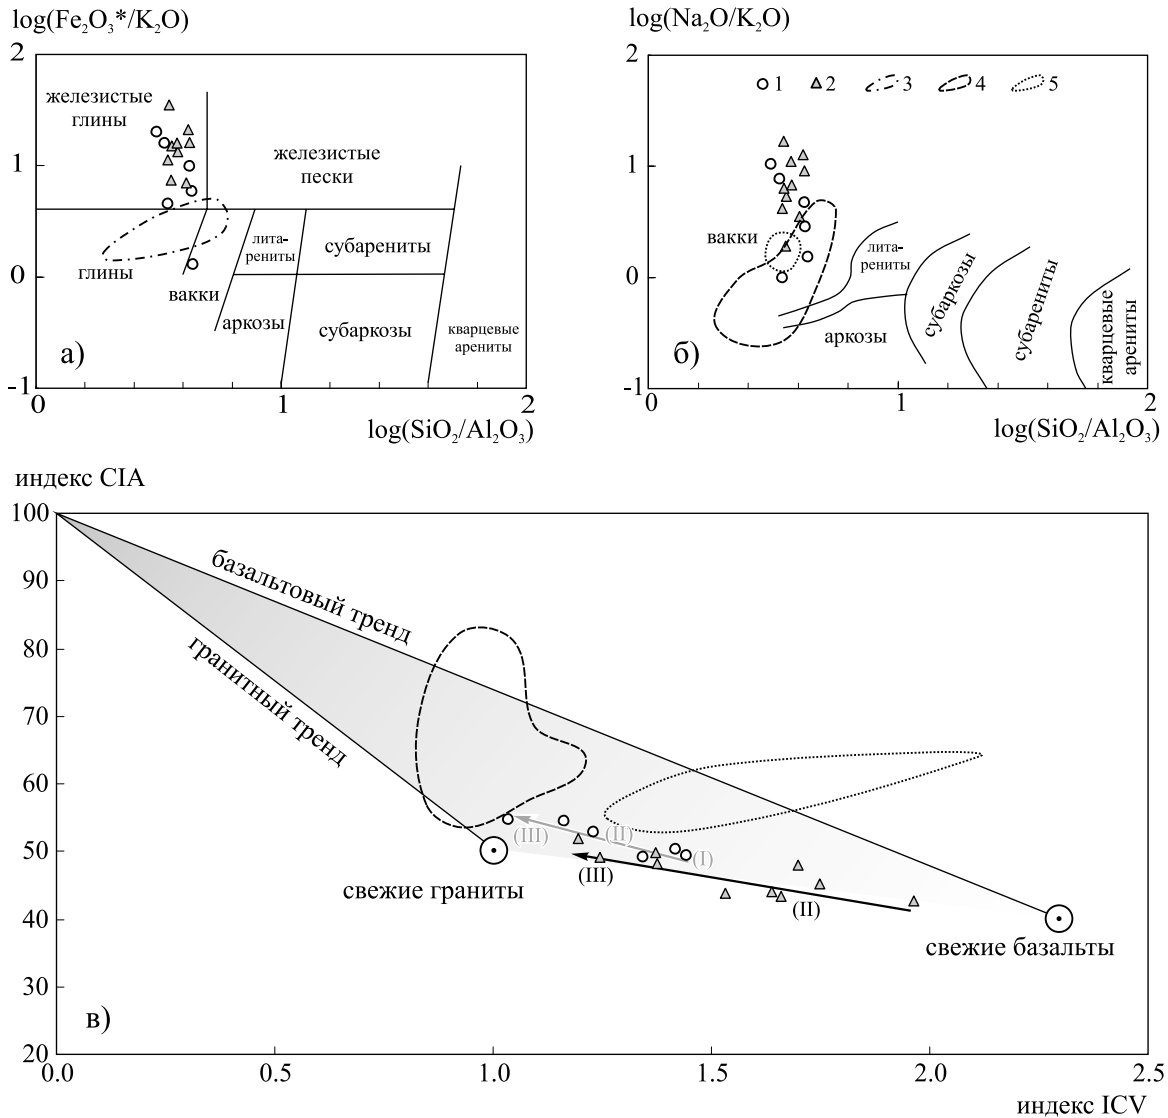 log(Fe₂O₃*/K₂O)
2
железистые
глины
1
железистые
пески
лита-
рениты
субарениты
глины
0
вакки
аркозы
субаркозы
кварцевые
арениты
а)
-1
0
1
2
log(SiO₂/Al₂O₃)
log(Na₂O/K₂O)
2
1 2 3 4 5
1
вакки
лита-
рениты
0
аркозы
субаркозы
субарениты
кварцевые
арениты
б)
-1
0
1
2
log(SiO₂/Al₂O₃)
индекс CIA
100
90
80
70
60
50
40
30
20
базальтовый тренд
гранитный тренд
(III)
(II)
(I)
(III)
(II)
свежие граниты
свежие базальты
в)
0.0
0.5
1.0
1.5
2.0
2.5
индекс ICV